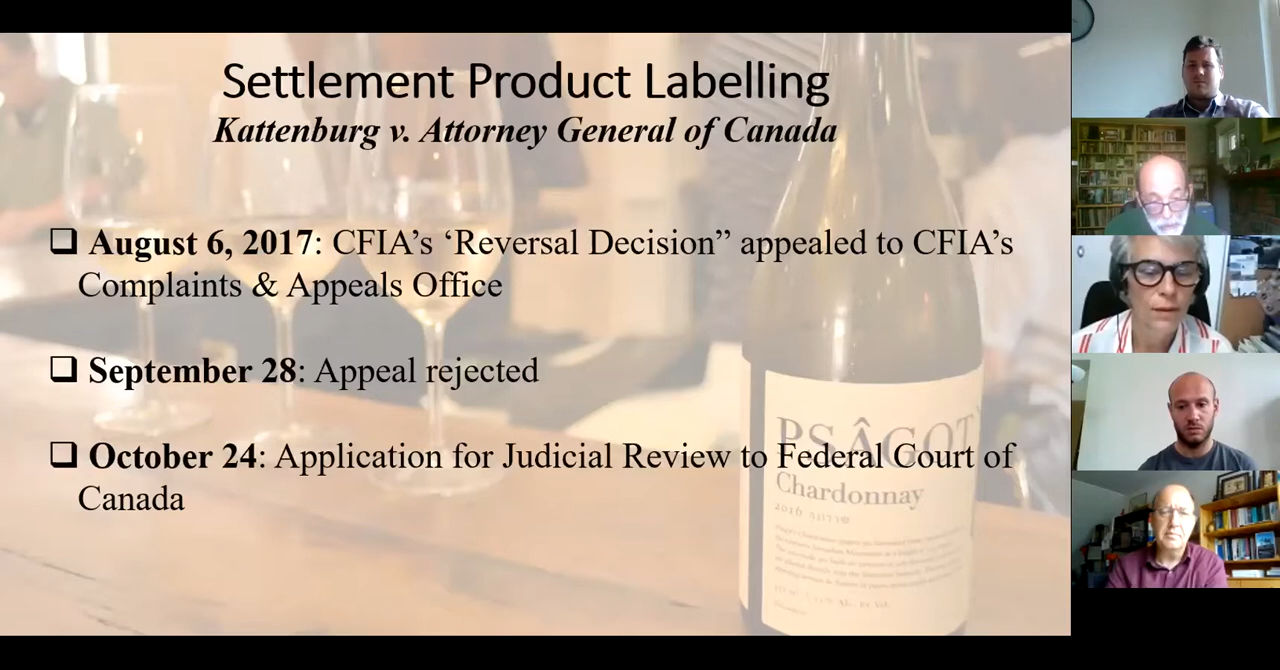 Settlement Product Labelling
Kattenburg v. Attorney General of Canada
❑ August 6, 2017: CFIA’s ‘Reversal Decision” appealed to CFIA’s
Complaints & Appeals Office
❑ September 28: Appeal rejected
❑ October 24: Application for Judicial Review to Federal Court of
Canada
PSÂGOT
Chardonnay
2016